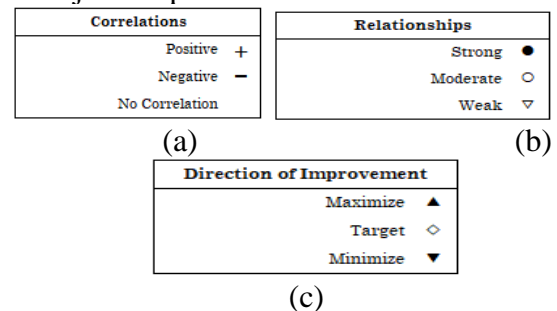 Correlations
Positive +
Negative −
No Correlation
Relationships
Strong ●
Moderate ○
Weak ▽
(a)
(b)
Direction of Improvement
Maximize ▲
Target ◇
Minimize ▼
(c)